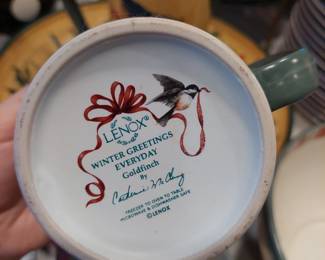 LENOX
WINTER GREETINGS
EVERYDAY
Goldfinch
By
Catherine McClung
FREEZER TO OVEN TO TABLE
MICROWAVE & DISHWASHER SAFE
©LENOX